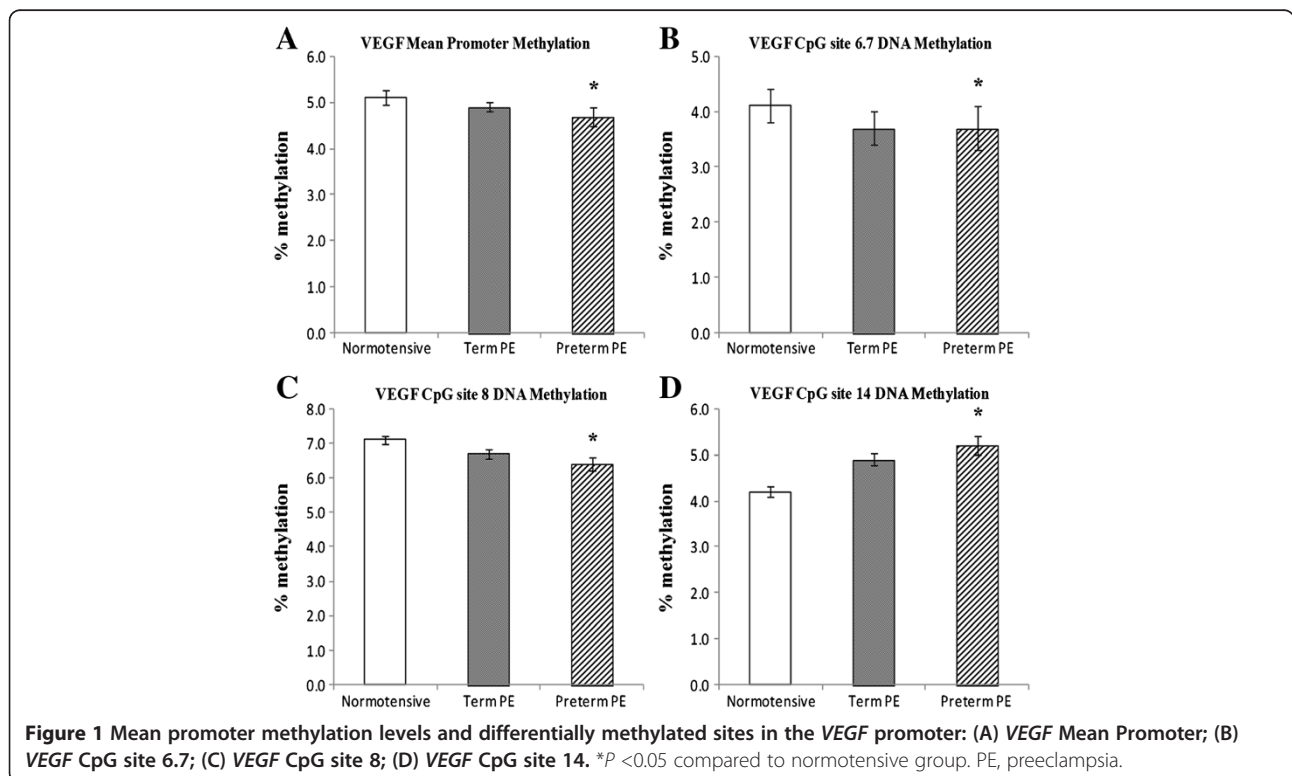 A
VEGF Mean Promoter Methylation
6.0
5.0
4.0
3.0
2.0
1.0
0.0
% methylation
*
Normotensive Term PE Preterm PE
B
VEGF CpG site 6.7 DNA Methylation
5.0
4.0
3.0
2.0
1.0
0.0
% methylation
*
Normotensive Term PE Preterm PE
C
VEGF CpG site 8 DNA Methylation
8.0
7.0
6.0
5.0
4.0
3.0
2.0
1.0
0.0
% methylation
*
Normotensive Term PE Preterm PE
D
VEGF CpG site 14 DNA Methylation
6.0
5.0
4.0
3.0
2.0
1.0
0.0
% methylation
*
Normotensive Term PE Preterm PE
Figure 1 Mean promoter methylation levels and differentially methylated sites in the VEGF promoter: (A) VEGF Mean Promoter; (B)
VEGF CpG site 6.7; (C) VEGF CpG site 8; (D) VEGF CpG site 14. *P <0.05 compared to normotensive group. PE, preeclampsia.